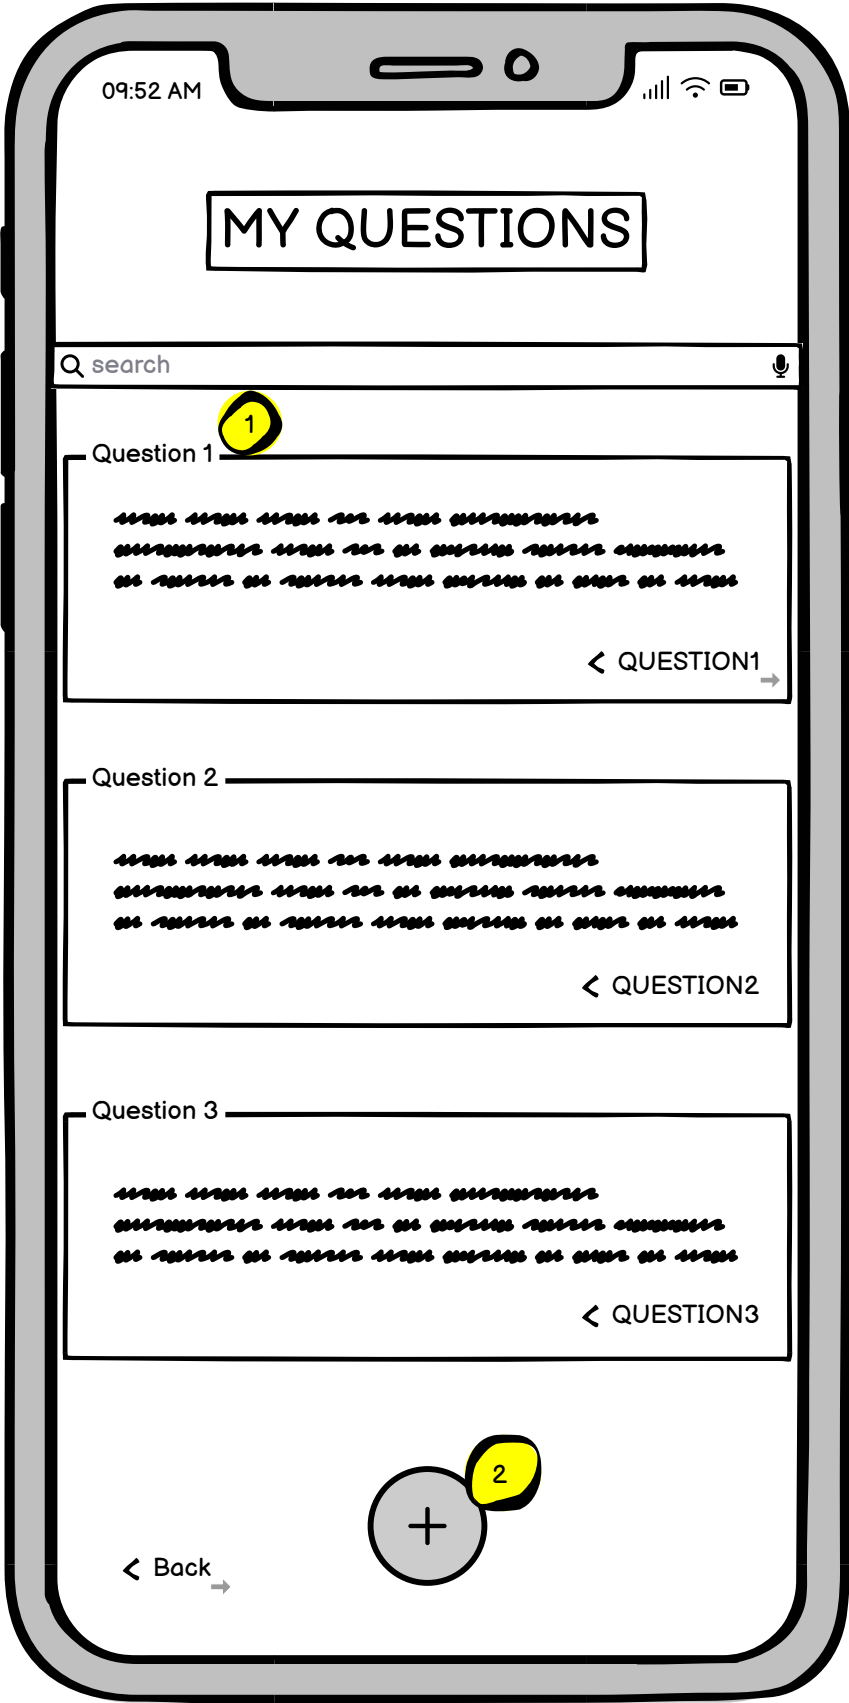 09:52 AM
MY QUESTIONS
search
1
Question 1
< QUESTION1
Question 2
< QUESTION2
Question 3
< QUESTION3
2
+
< Back